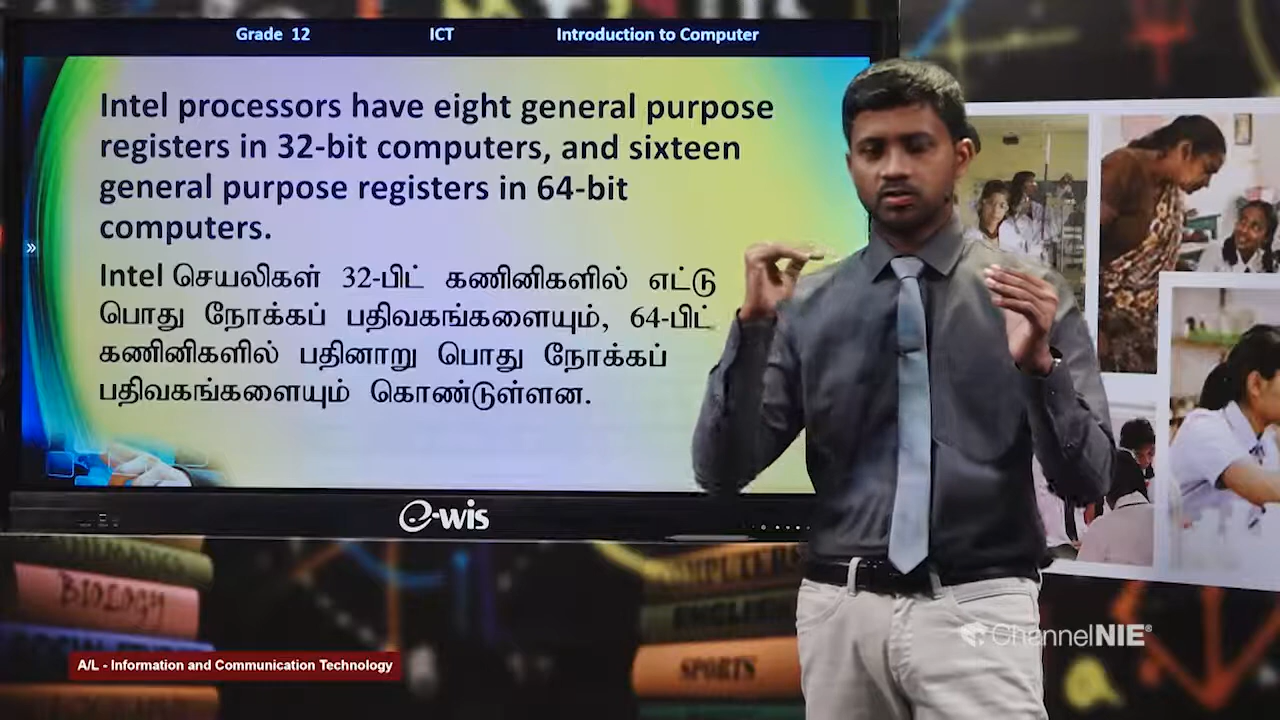 Grade 12 ICT Introduction to Computer
Intel processors have eight general purpose
registers in 32-bit computers, and sixteen
general purpose registers in 64-bit
computers.
Intel செயலிகள் 32-பிட் கணினிகளில் எட்டு
பொது நோக்கப் பதிவகங்களையும், 64-பிட்
கணினிகளில் பதினாறு பொது நோக்கப்
பதிவகங்களையும் கொண்டுள்ளன.
e-wis
BIOLOGY
COMPUTERS
ENGLISH
SPORTS
ChannelNIE®
A/L - Information and Communication Technology